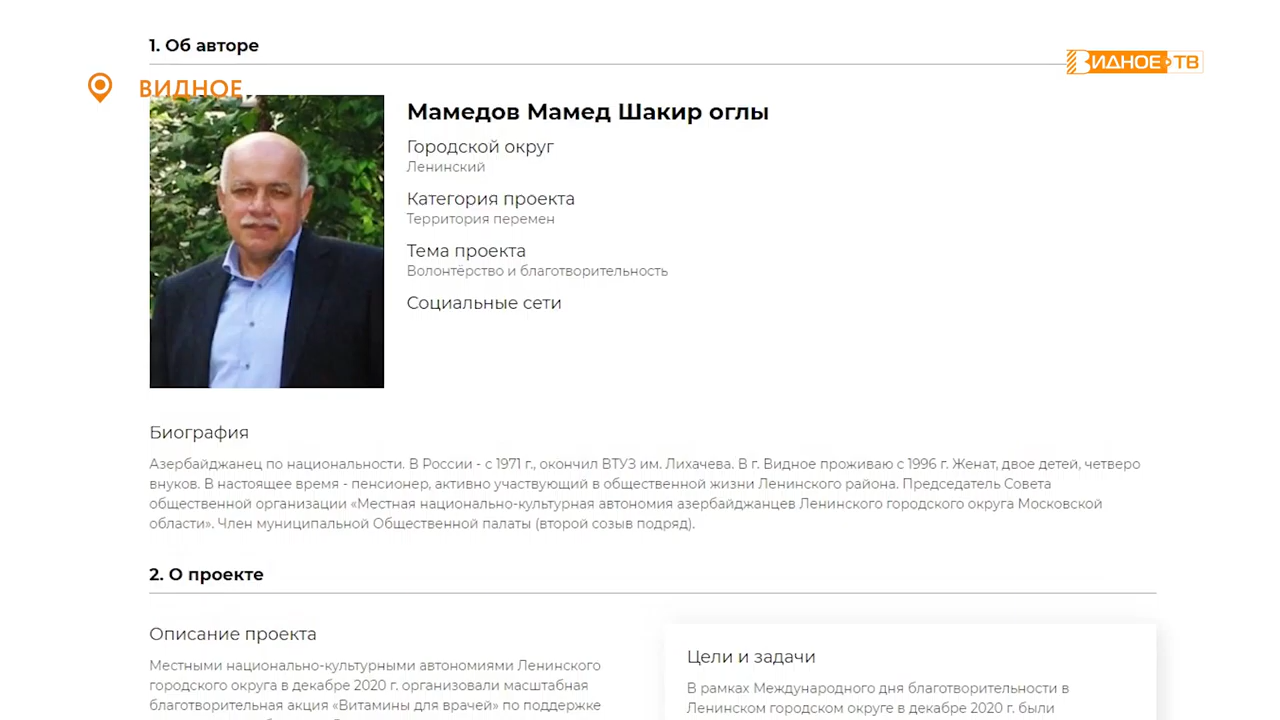 1. Об авторе
ВИДНОЕ ТВ
ВИДНОЕ
Мамедов Мамед Шакир оглы
Городской округ
Ленинский
Категория проекта
Территория перемен
Тема проекта
Волонтёрство и благотворительность
Социальные сети
Биография
Азербайджанец по национальности. В России - с 1971 г., окончил ВТУЗ им. Лихачева. В г. Видное проживаю с 1996 г. Женат, двое детей, четверо
внуков. В настоящее время - пенсионер, активно участвующий в общественной жизни Ленинского района. Председатель Совета
общественной организации «Местная национально-культурная автономия азербайджанцев Ленинского городского округа Московской
области». Член муниципальной Общественной палаты (второй созыв подряд).
2. О проекте
Описание проекта
Местными национально-культурными автономиями Ленинского
городского округа в декабре 2020 г. организовали масштабная
благотворительная акция «Витамины для врачей» по поддержке
Цели и задачи
В рамках Международного дня благотворительности в
Ленинском городском округе в декабре 2020 г. были